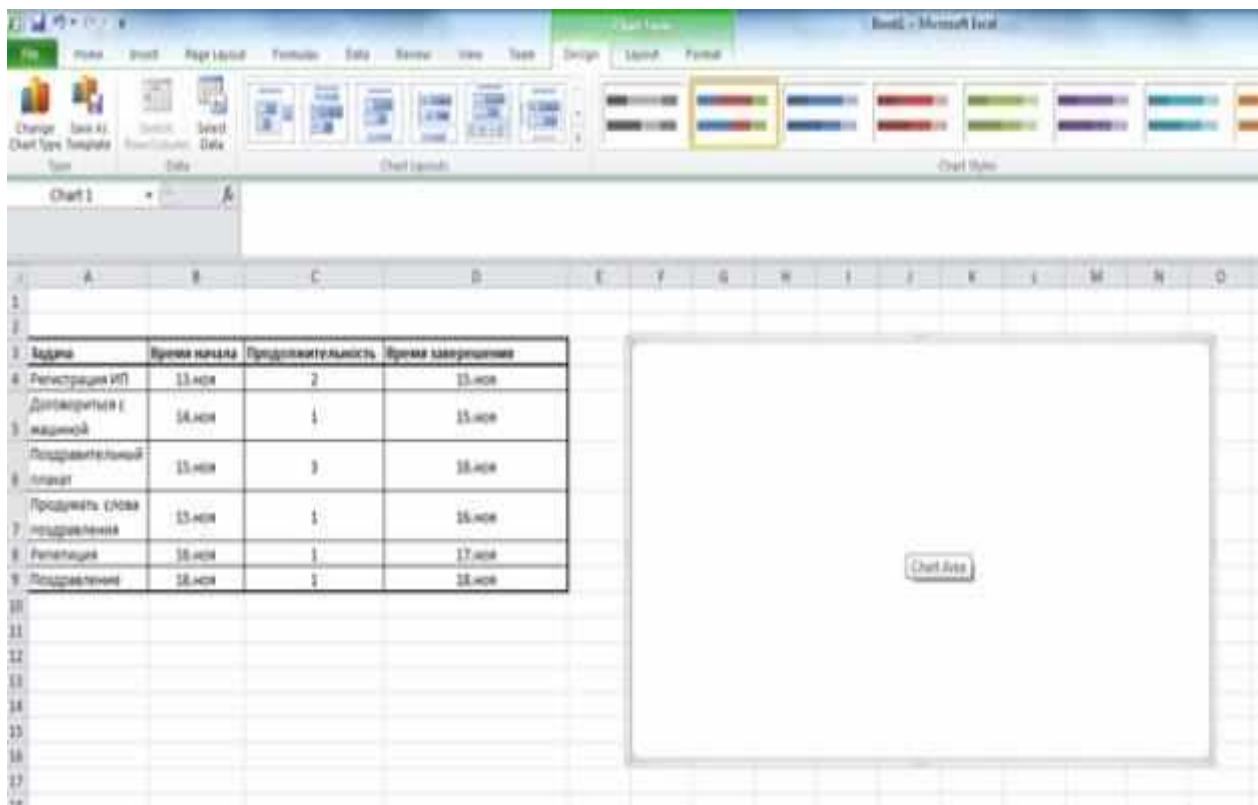 Chart Tools
Book1 - Microsoft Excel
File Home Insert Page Layout Formulas Data Review View Design Layout Format
Change Chart Type
Save As Template
Switch Row/Column
Select Data
Type
Data
Chart Layouts
Chart Styles
Chart 1
fx
A B C D E F G H I J K L M N O
1
2
3 Задача Время начала Продолжительность Время завершения
4 Регистрация ИП 13.ноя 2 15.ноя
Договориться с
5 машиной 14.ноя 1 15.ноя
Поздравительный
6 плакат 15.ноя 3 18.ноя
Продумать слова
7 поздравления 15.ноя 1 16.ноя
8 Репетиция 16.ноя 1 17.ноя
9 Поздравление 1 18.ноя
Chart Area
10
11
12
13
14
15
16
17